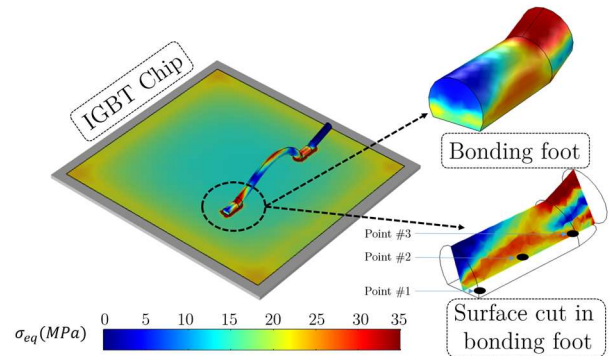 IGBT Chip
Bonding foot
Point #3
Point #2
Point #1
Surface cut in
bonding foot
σeq(MPa)
0 5 10 15 20 25 30 35